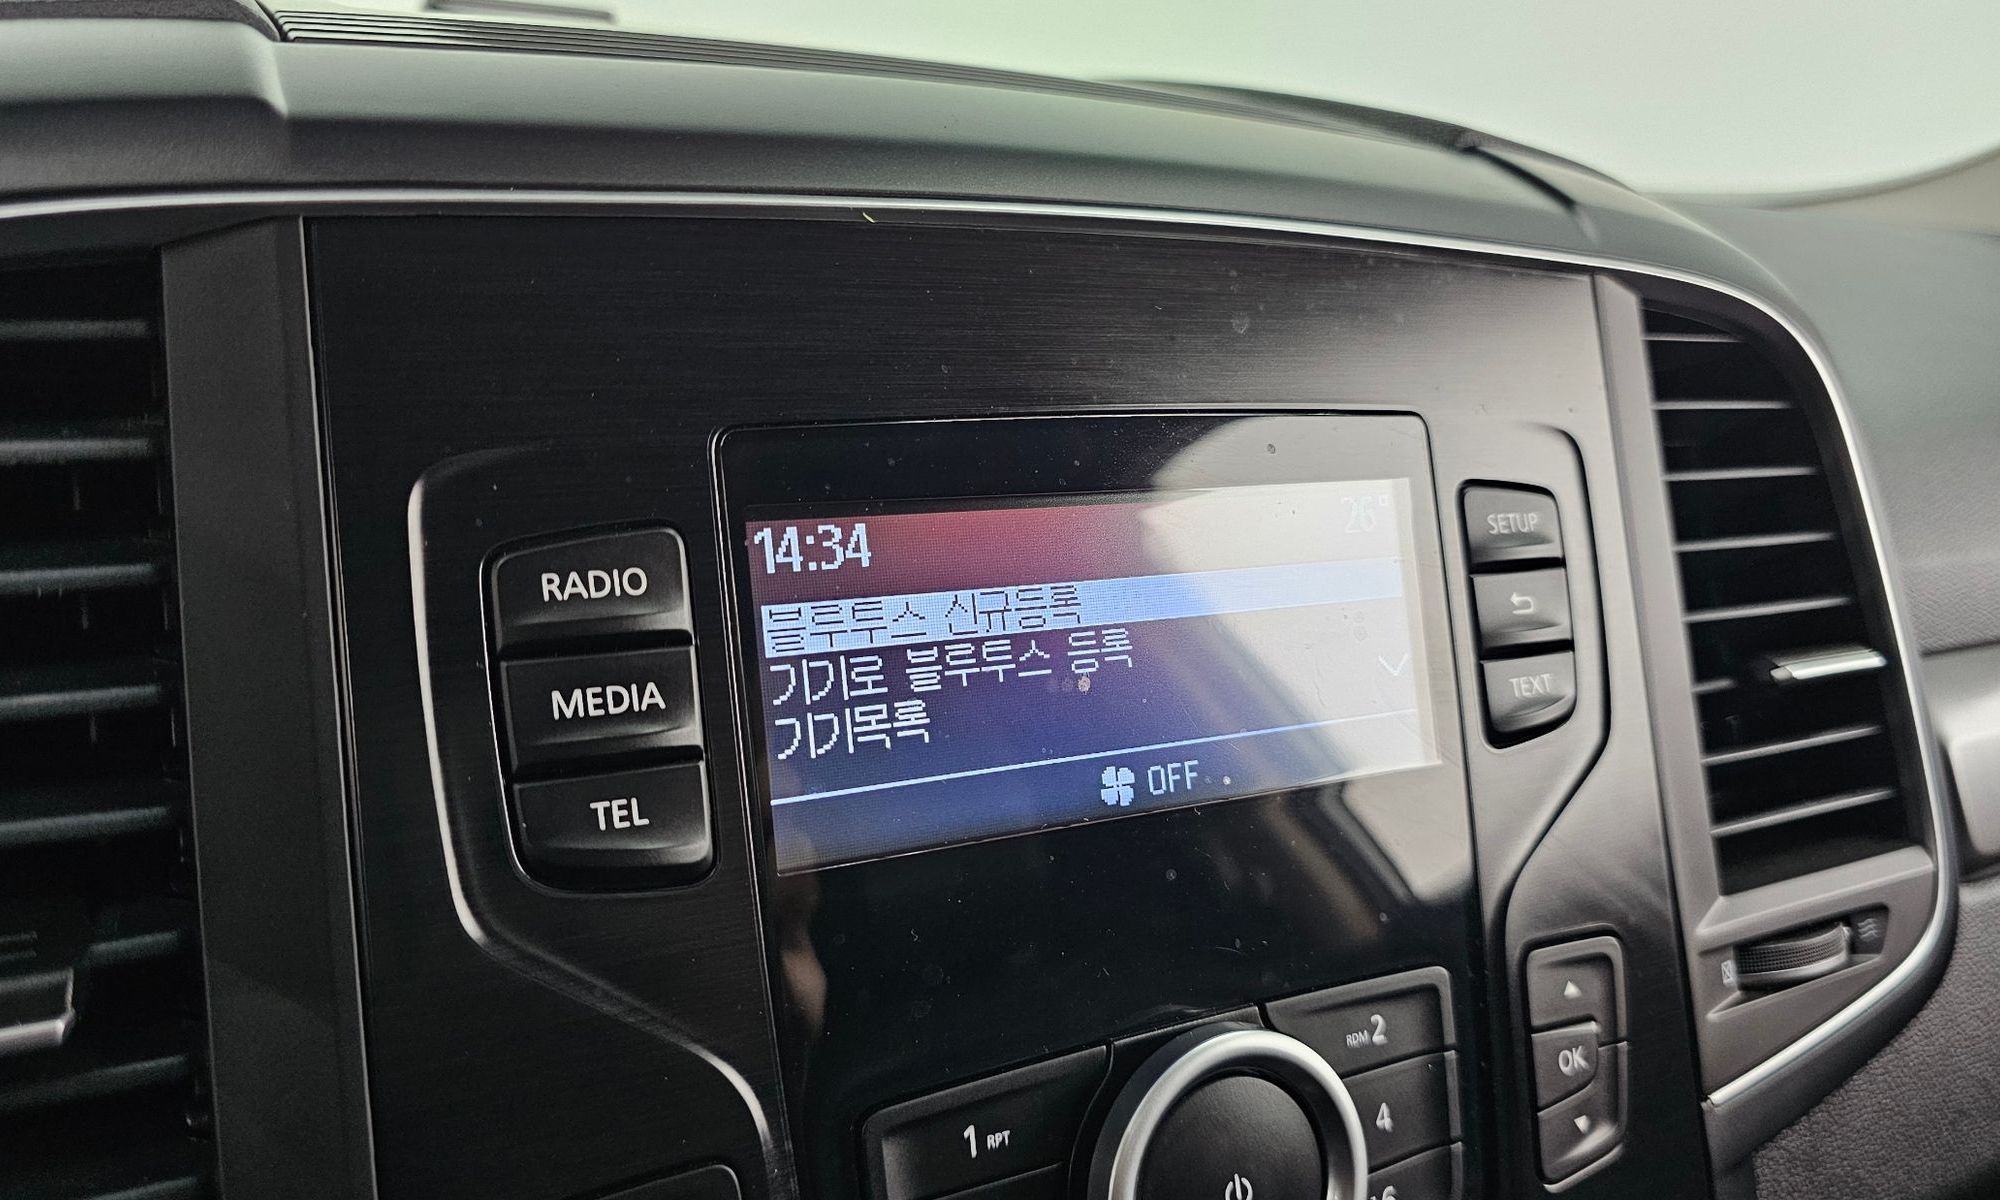 14:34 26°
블루투스 신규등록
기기로 블루투스 등록
기기목록
OFF
RADIO
MEDIA
TEL
SETUP
TEXT
RDM 2
1 RPT
4
6
OK